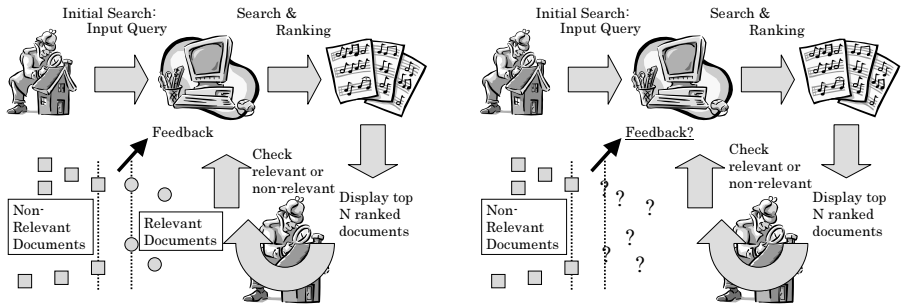 Initial Search:
Input Query
Search &
Ranking
Feedback
Check
relevant or
non-relevant
Display top
N ranked
documents
Non-
Relevant
Documents
Relevant
Documents
Initial Search:
Input Query
Search &
Ranking
Feedback?
Check
relevant or
non-relevant
Display top
N ranked
documents
Non-
Relevant
Documents
?
?
?
?
?
?